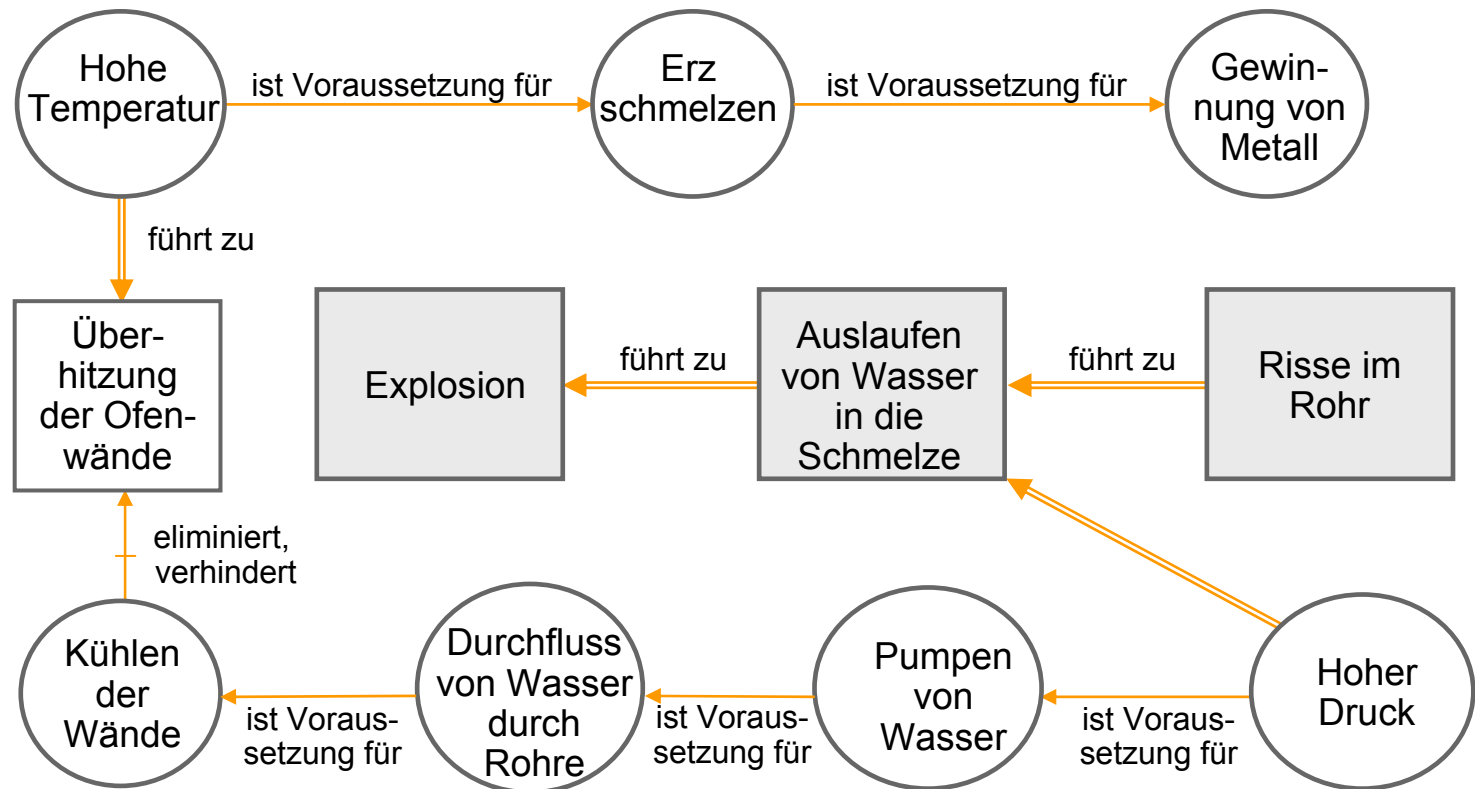 Hohe
Temperatur
ist Voraussetzung für
Erz
schmelzen
ist Voraussetzung für
Gewin-
nung von
Metall
führt zu
Über-
hitzung
der Ofen-
wände
Explosion
führt zu
Auslaufen
von Wasser
in die
Schmelze
führt zu
Risse im
Rohr
eliminiert,
verhindert
Kühlen
der
Wände
ist Voraus-
setzung für
Durchfluss
von Wasser
durch
Rohre
ist Voraus-
setzung für
Pumpen
von
Wasser
ist Voraus-
setzung für
Hoher
Druck